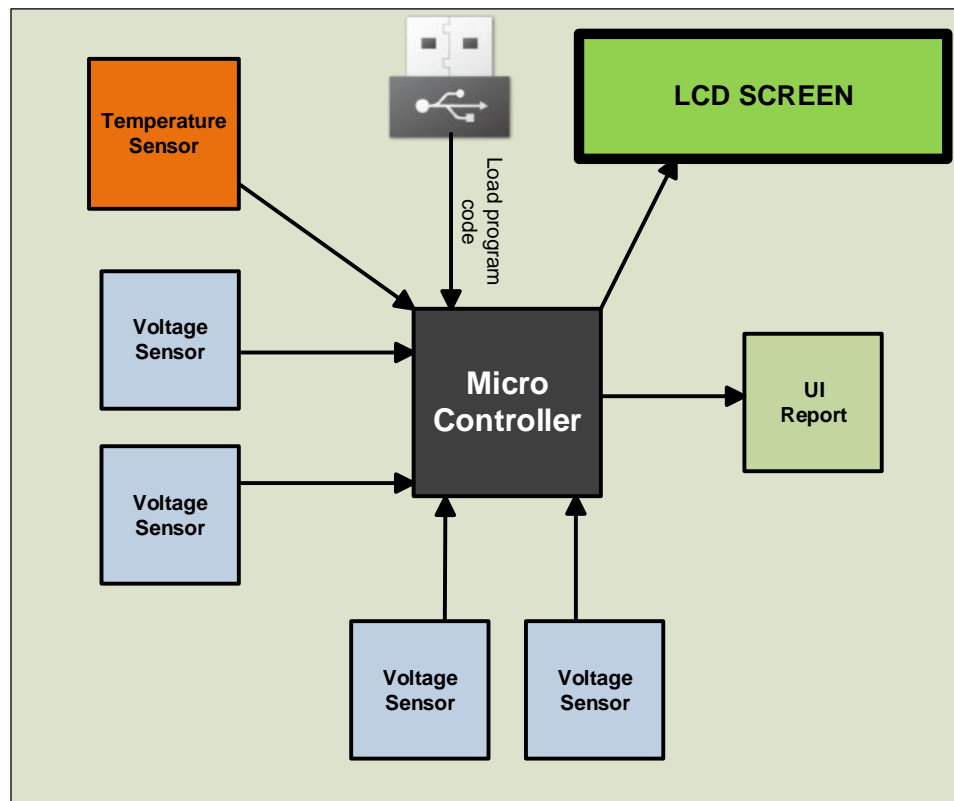 LCD SCREEN
Temperature
Sensor
Load program
code
Voltage
Sensor
Micro
Controller
UI
Report
Voltage
Sensor
Voltage
Sensor
Voltage
Sensor